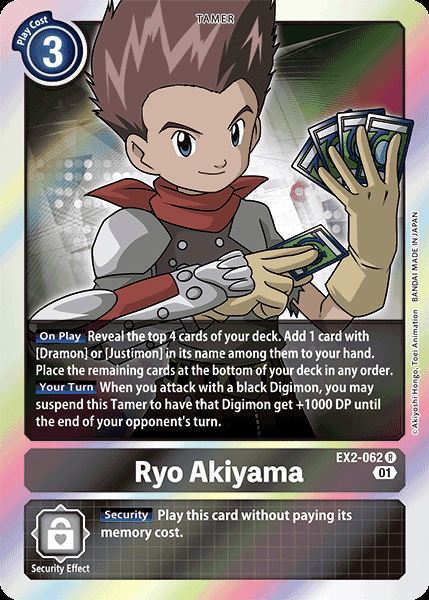 TAMER
Play Cost
3
On Play Reveal the top 4 cards of your deck. Add 1 card with
[Dramon] or [Justimon] in its name among them to your hand.
Place the remaining cards at the bottom of your deck in any order.
Your Turn When you attack with a black Digimon, you may
suspend this Tamer to have that Digimon get +1000 DP until
the end of your opponent's turn.
©Akiyoshi Hongo, Toei Animation BANDAI MADE IN JAPAN
EX2-062 R
Ryo Akiyama
01
Security Play this card without paying its
memory cost.
Security Effect